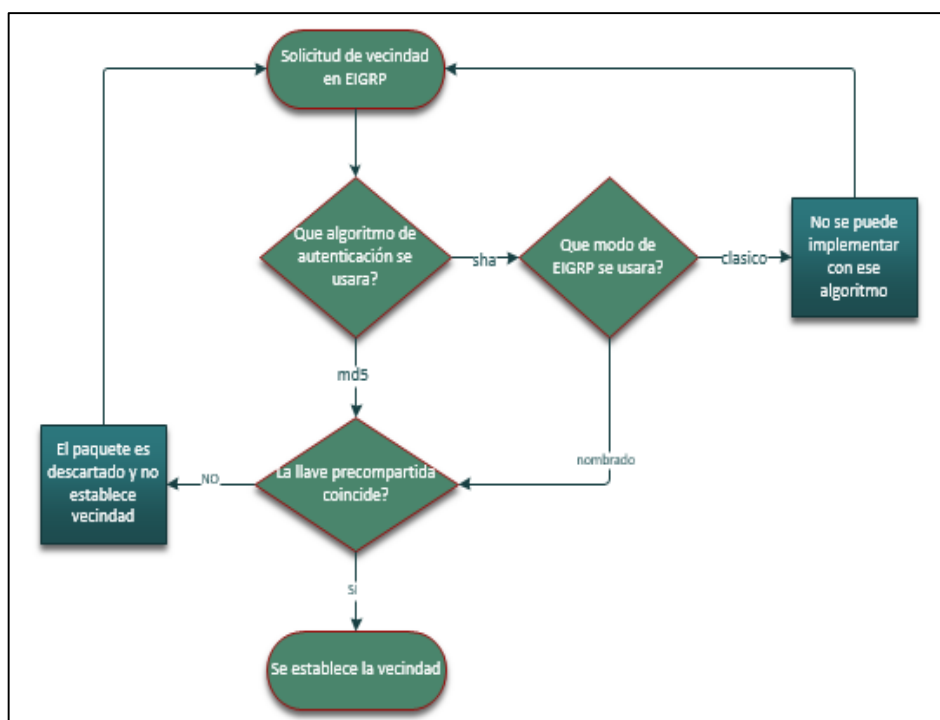 Solicitud de vecindad
en EIGRP
Que algoritmo de
autenticación se
usara?
sha
Que modo de
EIGRP se usara?
clasico
No se puede
implementar
con ese
algoritmo
md5
nombrado
La llave precompartida
coincide?
NO
El paquete es
descartado y no
establece
vecindad
si
Se establece la vecindad